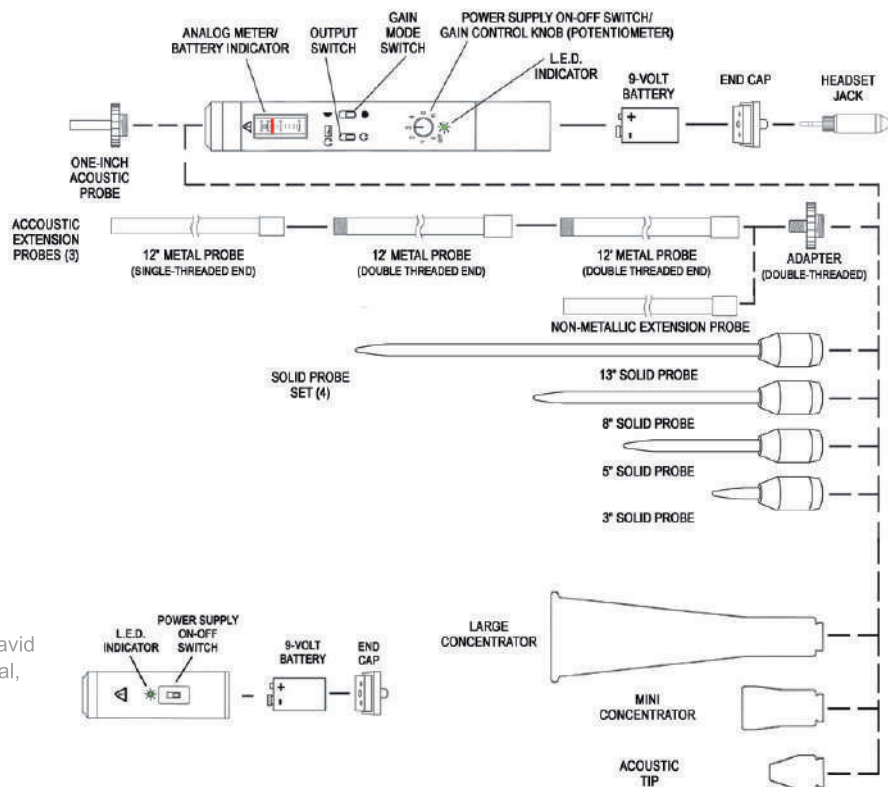 ANALOG METER/
BATTERY INDICATOR
OUTPUT
SWITCH
GAIN
MODE
SWITCH
POWER SUPPLY ON-OFF SWITCH/
GAIN CONTROL KNOB (POTENTIOMETER)
L.E.D.
INDICATOR
9-VOLT
BATTERY
END CAP
HEADSET
JACK
ONE-INCH
ACOUSTIC
PROBE
ACCOUSTIC
EXTENSION
PROBES (3)
12" METAL PROBE
(SINGLE-THREADED END)
12' METAL PROBE
(DOUBLE THREADED END)
12' METAL PROBE
(DOUBLE THREADED END)
ADAPTER
(DOUBLE-THREADED)
NON-METALLIC EXTENSION PROBE
SOLID PROBE
SET (4)
13" SOLID PROBE
8" SOLID PROBE
5" SOLID PROBE
3" SOLID PROBE
LARGE
CONCENTRATOR
avid
al,
L.E.D.
INDICATOR
POWER SUPPLY
ON-OFF
SWITCH
9-VOLT
BATTERY
END
CAP
+
-
MINI
CONCENTRATOR
ACOUSTIC
TIP